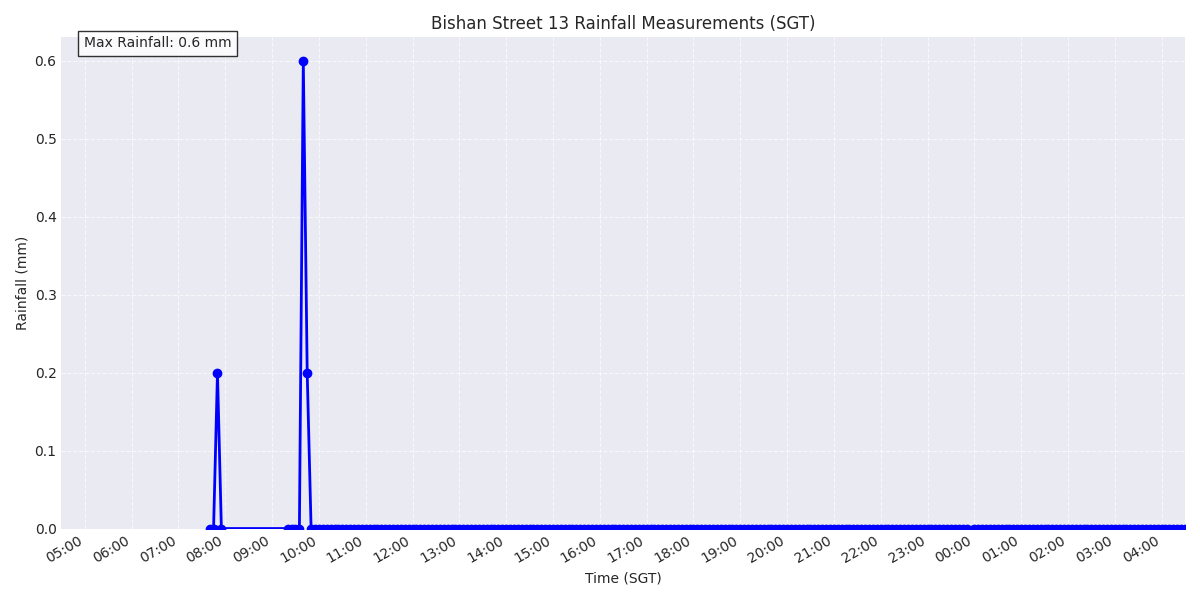 Bishan Street 13 Rainfall Measurements (SGT)
Max Rainfall: 0.6 mm
Rainfall (mm)
0.6
0.5
0.4
0.3
0.2
0.1
0.0
05:00 06:00 07:00 08:00 09:00 10:00 11:00 12:00 13:00 14:00 15:00 16:00 17:00 18:00 19:00 20:00 21:00 22:00 23:00 00:00 01:00 02:00 03:00 04:00
Time (SGT)